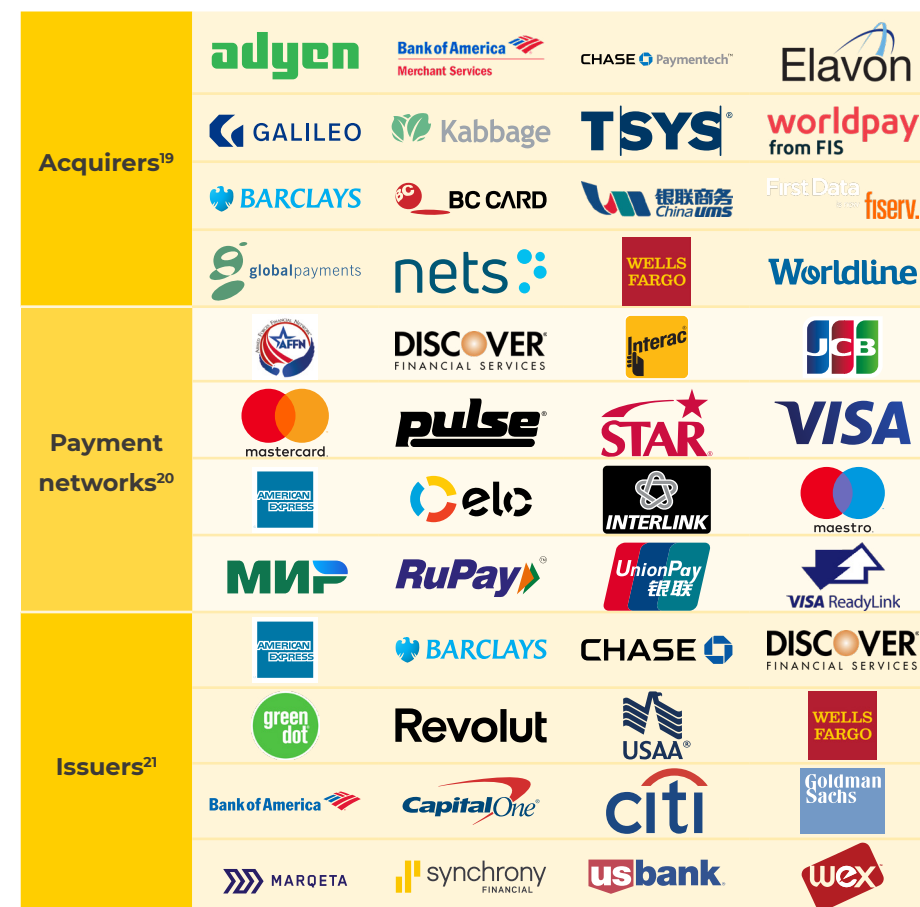 adyen
Bank of America
Merchant Services
CHASE Paymentech™
Elavon
Acquirers19
GALILEO
Kabbage
TSYS®
worldpay
from FIS
BARCLAYS
BC CARD
银联商务
China ums
First Data
fiserv.
globalpayments
nets
WELLS
FARGO
Worldline
Payment
networks20
AFFN
DISCOVER®
FINANCIAL SERVICES
Interac®
JCB
mastercard.
pulse®
STAR®
VISA
AMERICAN
EXPRESS
elo
INTERLINK
maestro.
МИР
RuPay™
UnionPay
银联
VISA ReadyLink
Issuers21
AMERICAN
EXPRESS
BARCLAYS
CHASE
DISCOVER®
FINANCIAL SERVICES
green
dot®
Revolut
USAA®
WELLS
FARGO
Bank of America
Capital One®
citi
Goldman
Sachs
MARQETA
synchrony
FINANCIAL
usbank.
wex™